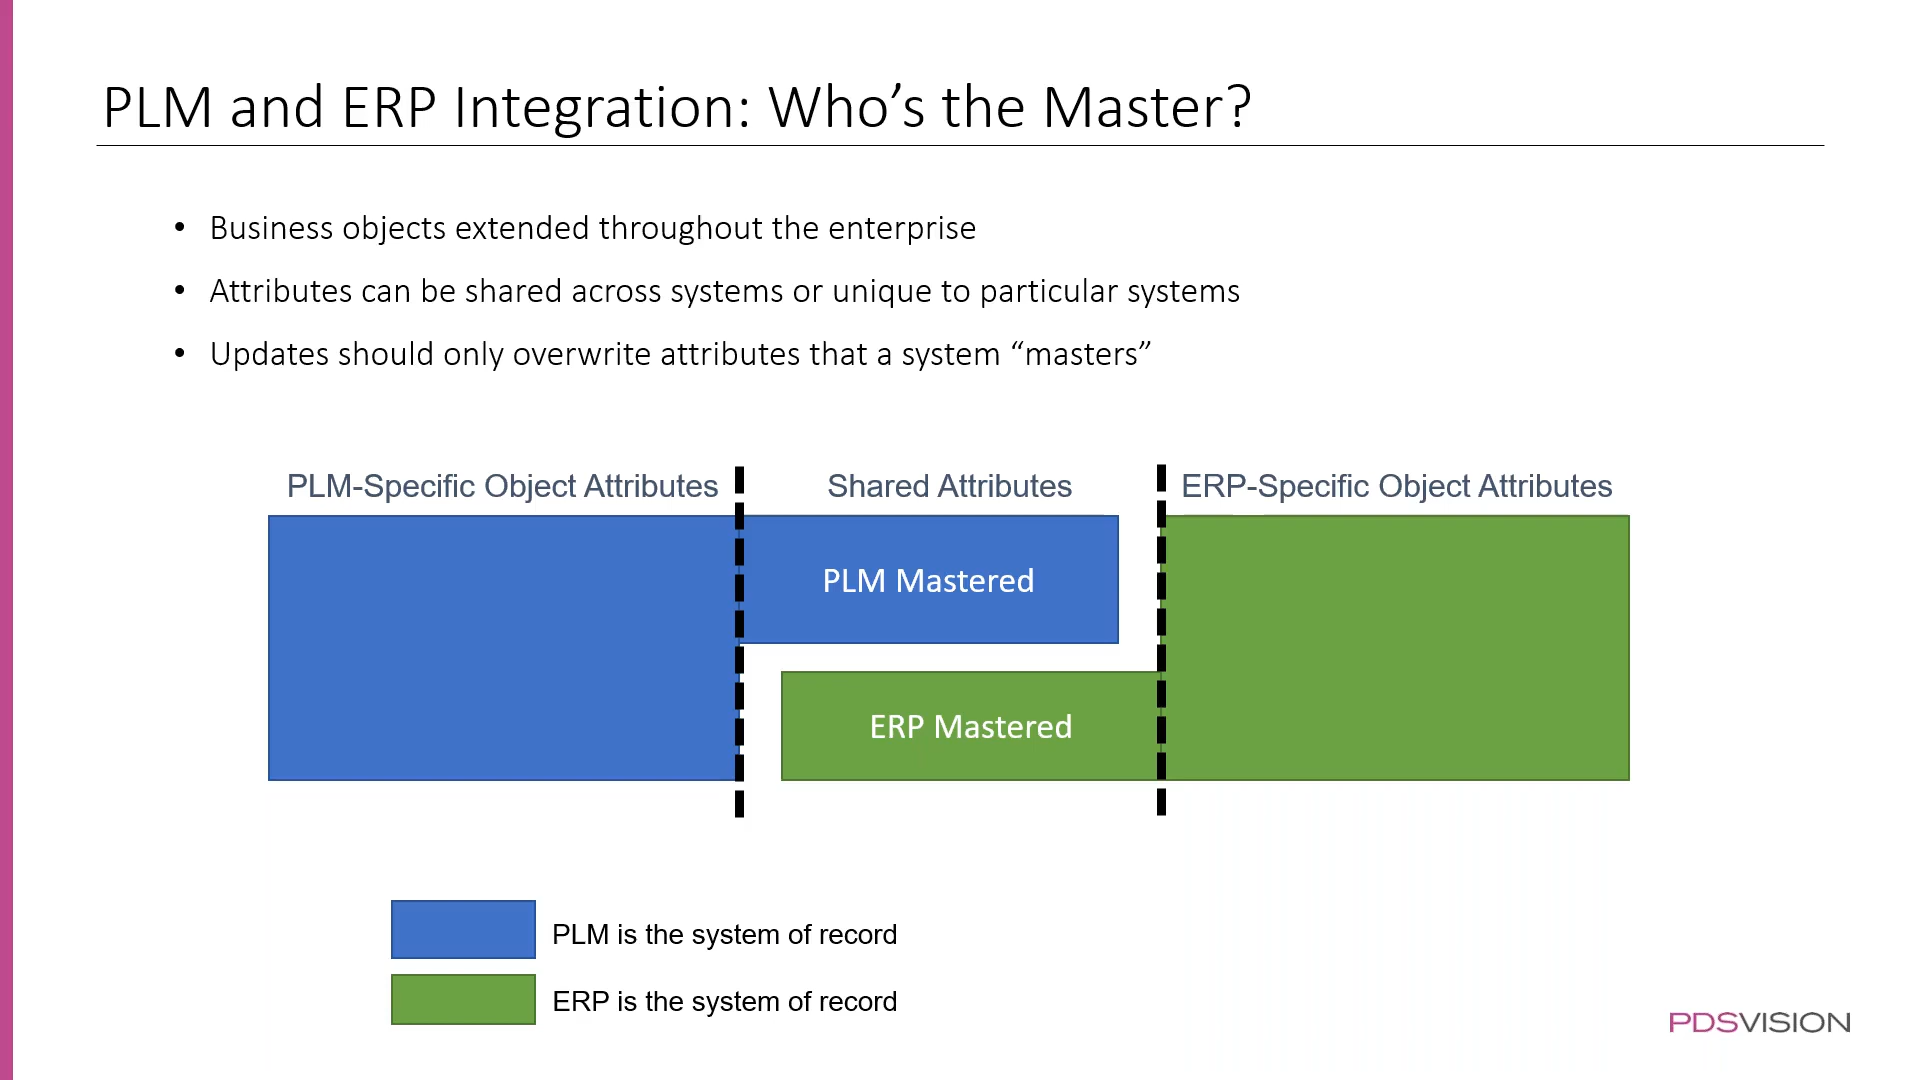 PLM and ERP Integration: Who’s the Master?
• Business objects extended throughout the enterprise
• Attributes can be shared across systems or unique to particular systems
• Updates should only overwrite attributes that a system “masters”
PLM-Specific Object Attributes
Shared Attributes
ERP-Specific Object Attributes
PLM Mastered
ERP Mastered
PLM is the system of record
ERP is the system of record
PDSVISION